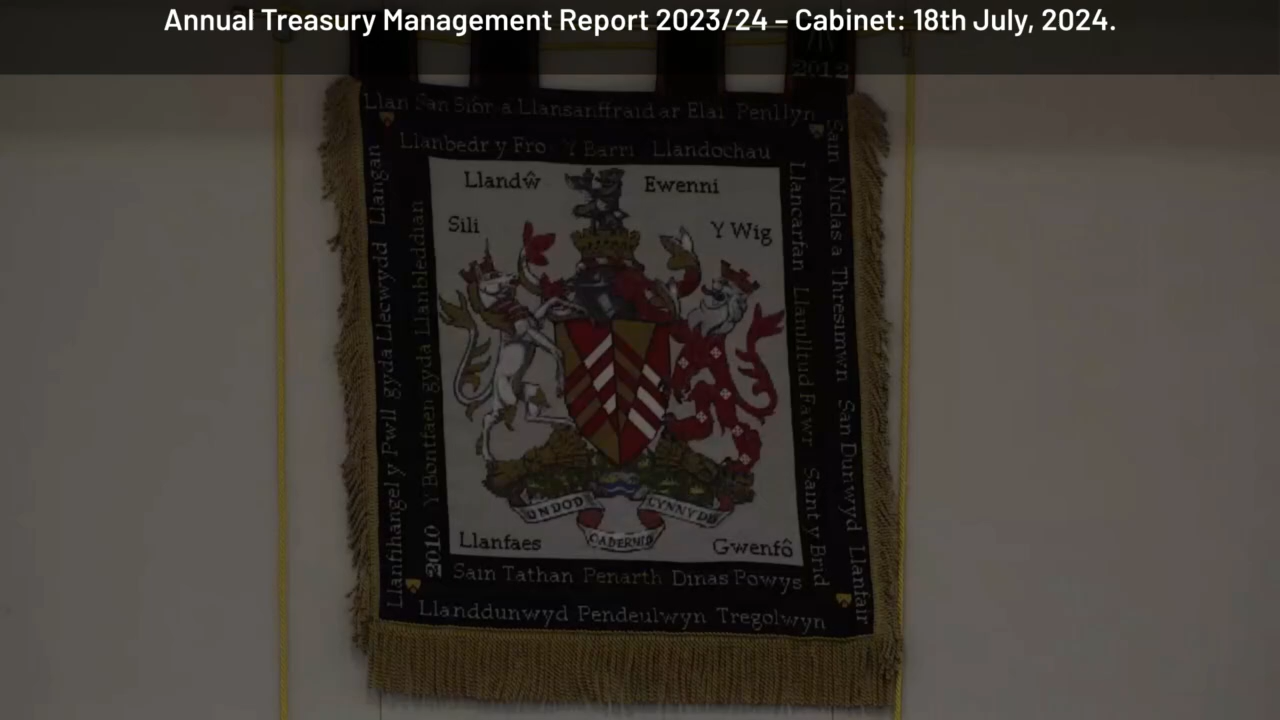 Annual Treasury Management Report 2023/24 – Cabinet: 18th July, 2024.
2012
Llan San Siôr a Llansanffraid ar Elai Penllyn
Llanbedr y Fro Y Barri Llandochau
Llandŵ Ewenni
Sili Y Wig
Llanfihangel y Pwll gyda Llecwydd Llangan
2010 Y Bontfaen gyda Llanbleddian
Llancarfan Llanilltud Fawr Saint y Brid
Sain Niclas a Thresimwn San Dunwyd Llanfair
UNDOD CADERNID CYNNYDD
Llanfaes Gwenfô
Sain Tathan Penarth Dinas Powys
Llanddunwyd Pendeulwyn Tregolwyn